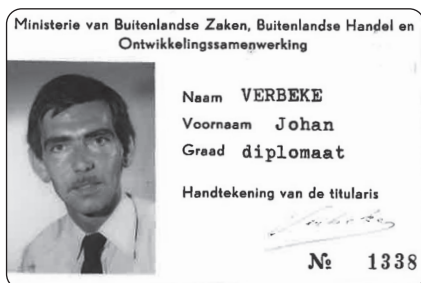 Ministerie van Buitenlandse Zaken, Buitenlandse Handel en
Ontwikkelingssamenwerking
Naam VERBEKE
Voornaam Johan
Graad diplomaat
Handtekening van de titularis
Verbeke
№ 1338